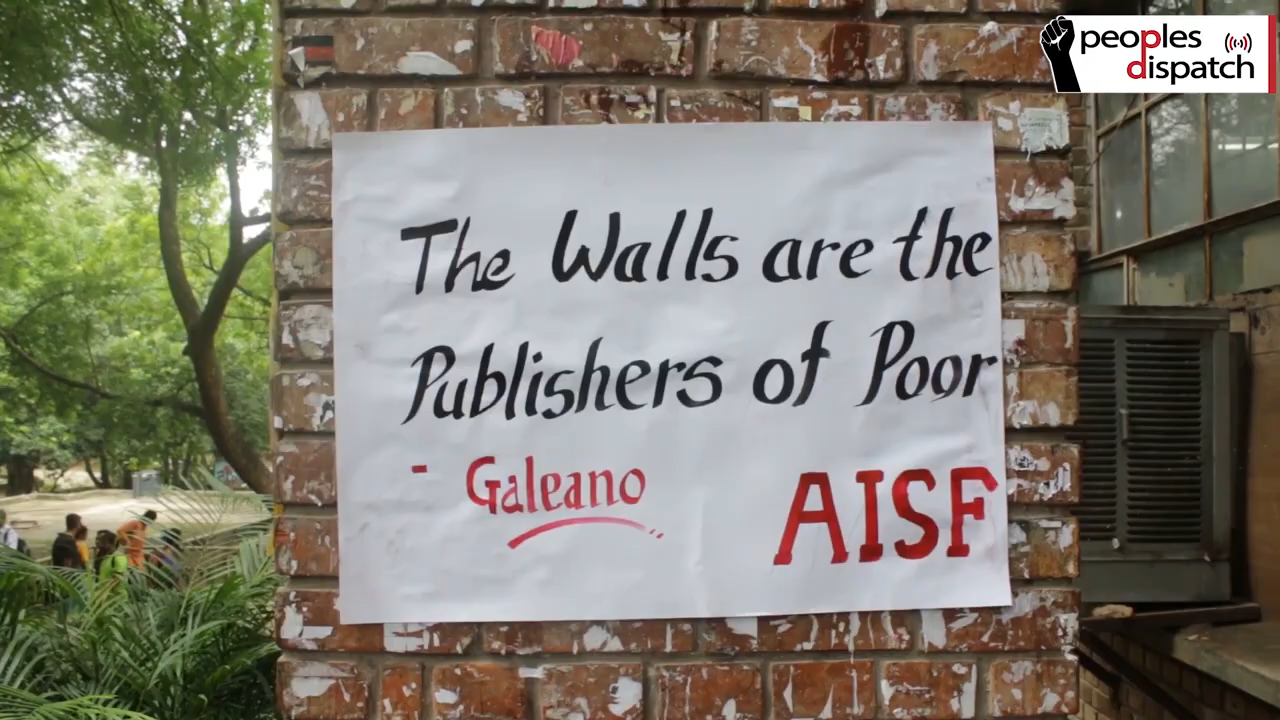 peoples
dispatch
The Walls are the
Publishers of Poor
- Galeano
AISF